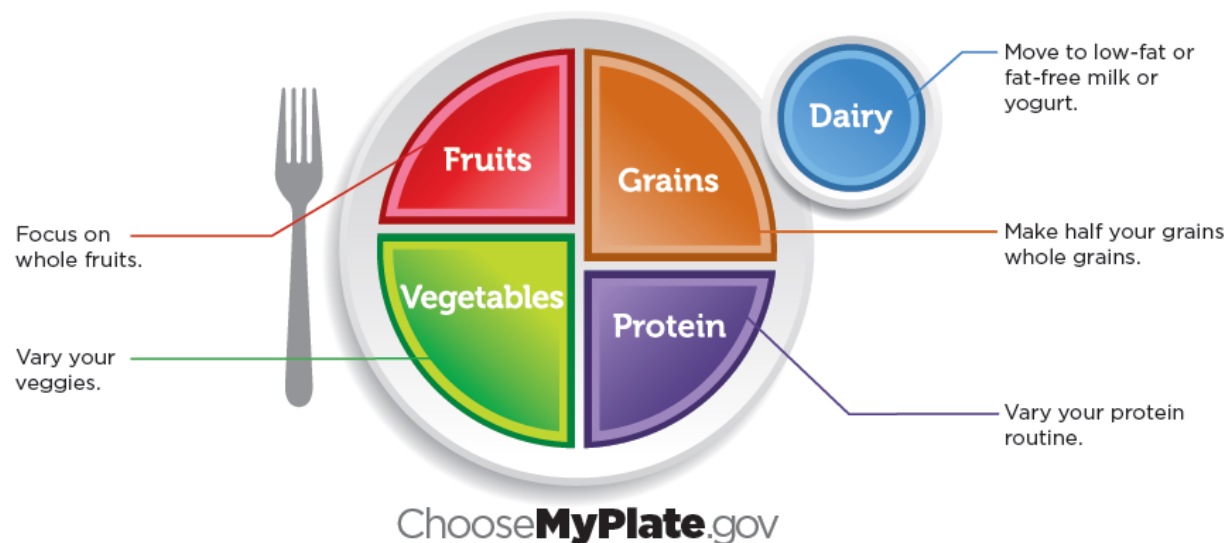 Move to low-fat or
fat-free milk or
yogurt.
Dairy
Fruits
Grains
Focus on
whole fruits.
Make half your grains
whole grains.
Vegetables
Protein
Vary your
veggies.
Vary your protein
routine.
ChooseMyPlate.gov